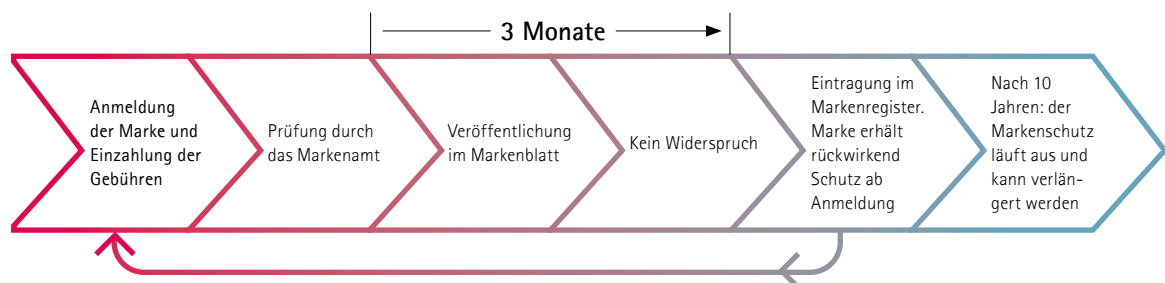 3 Monate
Anmeldung
der Marke und
Einzahlung der
Gebühren
Prüfung durch
das Markenamt
Veröffentlichung
im Markenblatt
Kein Widerspruch
Eintragung im
Markenregister.
Marke erhält
rückwirkend
Schutz ab
Anmeldung
Nach 10
Jahren: der
Markenschutz
läuft aus und
kann verlän-
gert werden